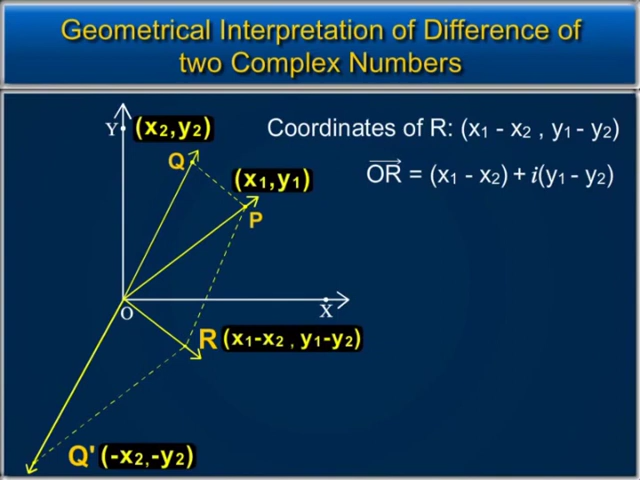 Geometrical Interpretation of Difference of
two Complex Numbers
Y
(x₂,y₂)
Coordinates of R: (x₁ - x₂ , y₁ - y₂)
Q
(x₁,y₁)
OR = (x₁ - x₂) + i(y₁ - y₂)
P
O
X
R (x₁-x₂ , y₁-y₂)
Q' (-x₂,-y₂)